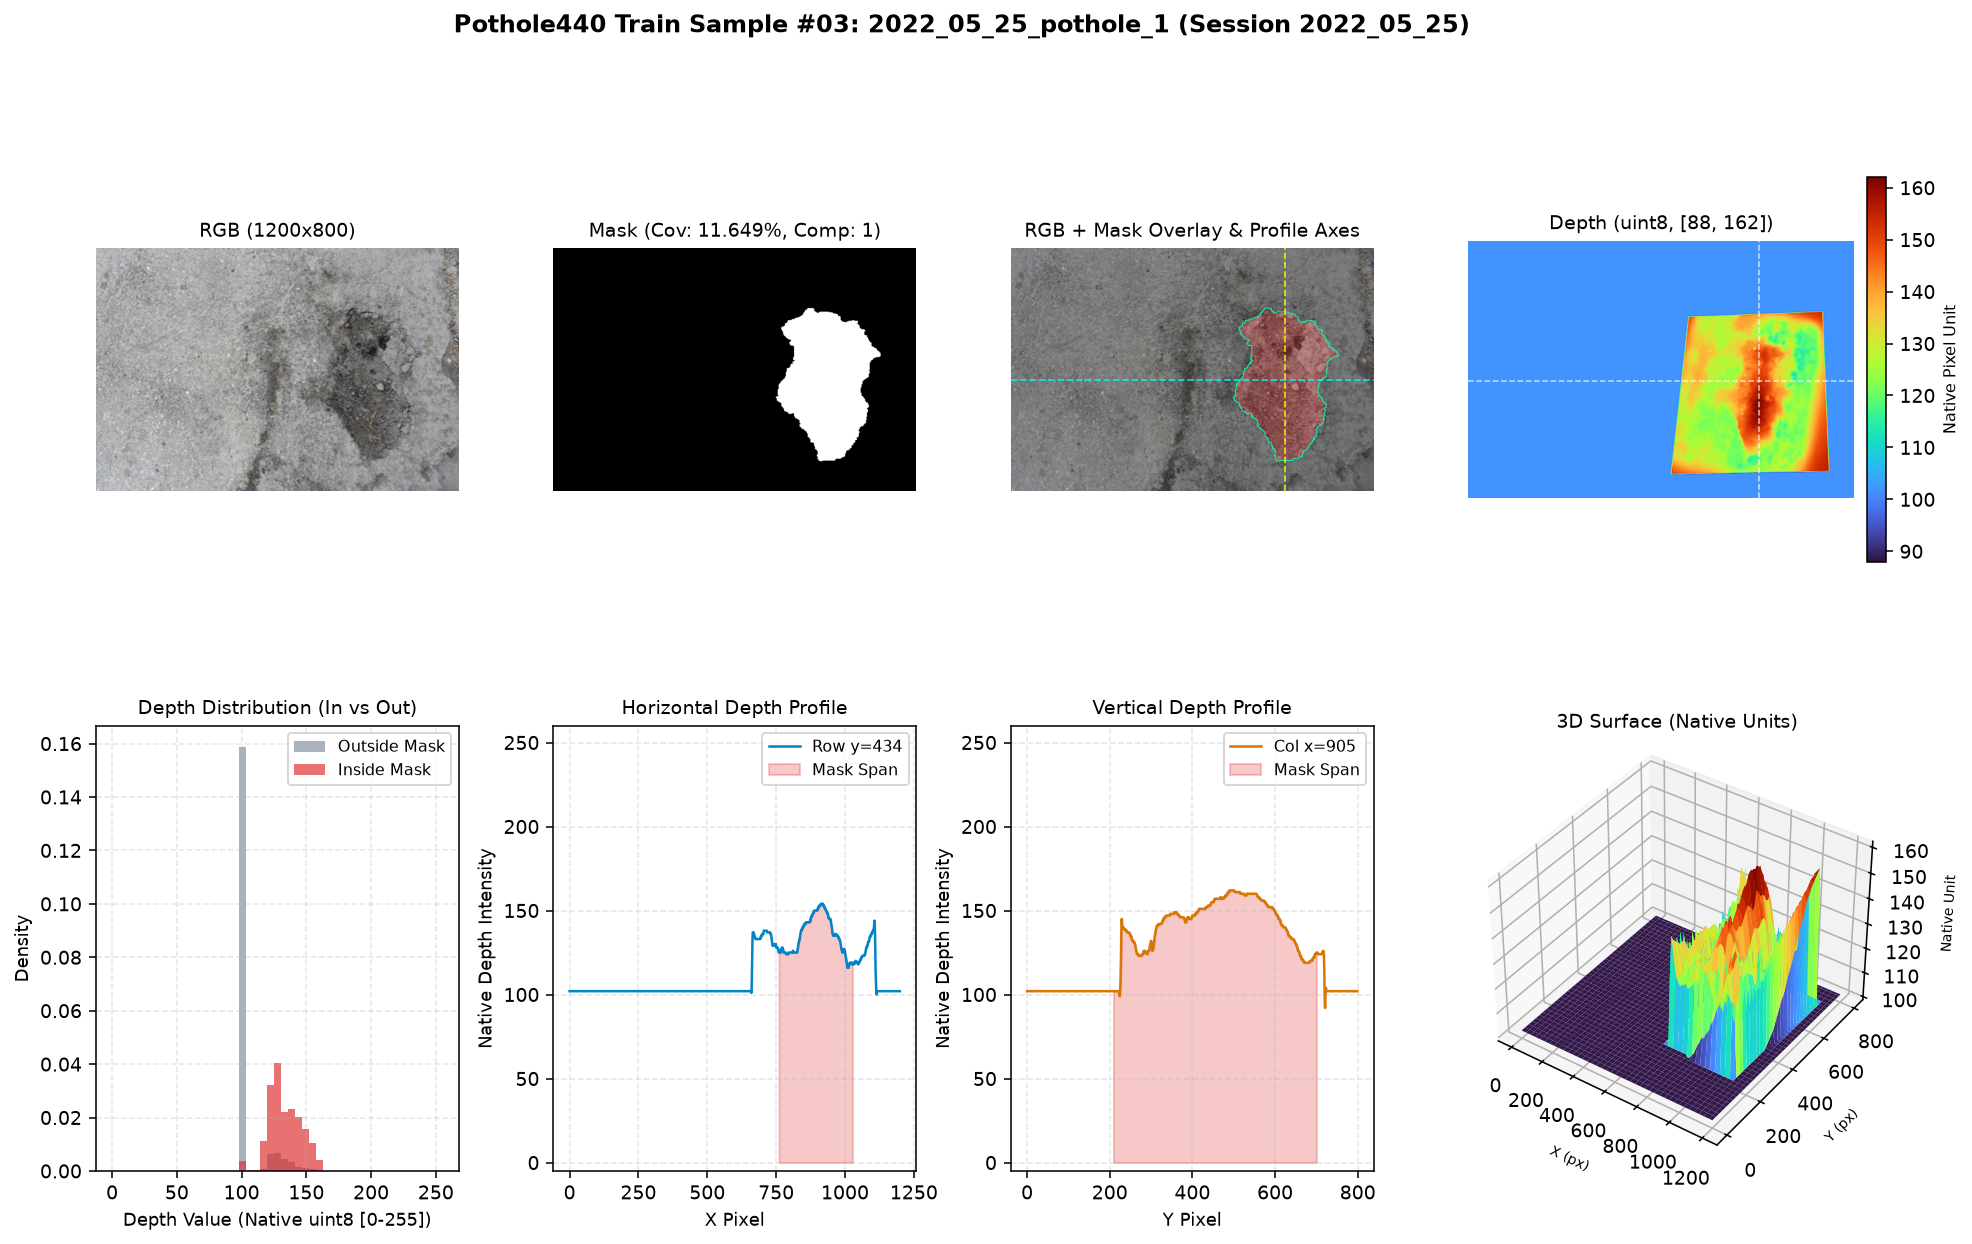 Pothole440 Train Sample #03: 2022_05_25_pothole_1 (Session 2022_05_25)
RGB (1200x800)
Mask (Cov: 11.649%, Comp: 1)
RGB + Mask Overlay & Profile Axes
Depth (uint8, [88, 162])
160
150
140
130
120
110
100
90
Native Pixel Unit
Depth Distribution (In vs Out)
Outside Mask
Inside Mask
0.16
0.14
0.12
0.10
0.08
0.06
0.04
0.02
0.00
Density
0 50 100 150 200 250
Depth Value (Native uint8 [0-255])
Horizontal Depth Profile
Row y=434
Mask Span
250
200
150
100
50
0
Native Depth Intensity
0 250 500 750 1000 1250
X Pixel
Vertical Depth Profile
Col x=905
Mask Span
250
200
150
100
50
0
Native Depth Intensity
0 200 400 600 800
Y Pixel
3D Surface (Native Units)
160
150
140
130
120
110
100
Native Unit
0 200 400 600 800 1000 1200
X (px)
0 200 400 600 800
Y (px)